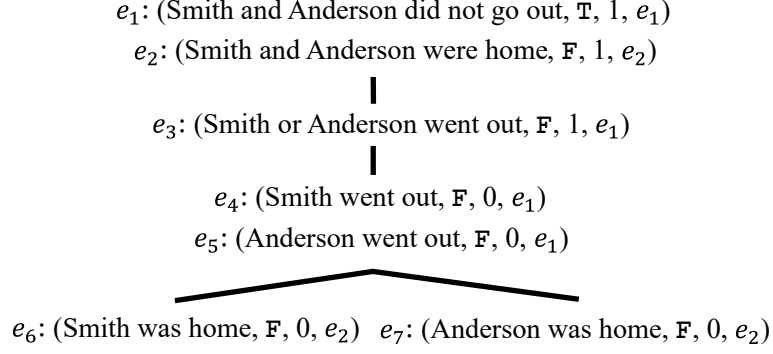 e₁: (Smith and Anderson did not go out, T, 1, e₁)
e₂: (Smith and Anderson were home, F, 1, e₂)
e₃: (Smith or Anderson went out, F, 1, e₁)
e₄: (Smith went out, F, 0, e₁)
e₅: (Anderson went out, F, 0, e₁)
e₆: (Smith was home, F, 0, e₂) e₇: (Anderson was home, F, 0, e₂)